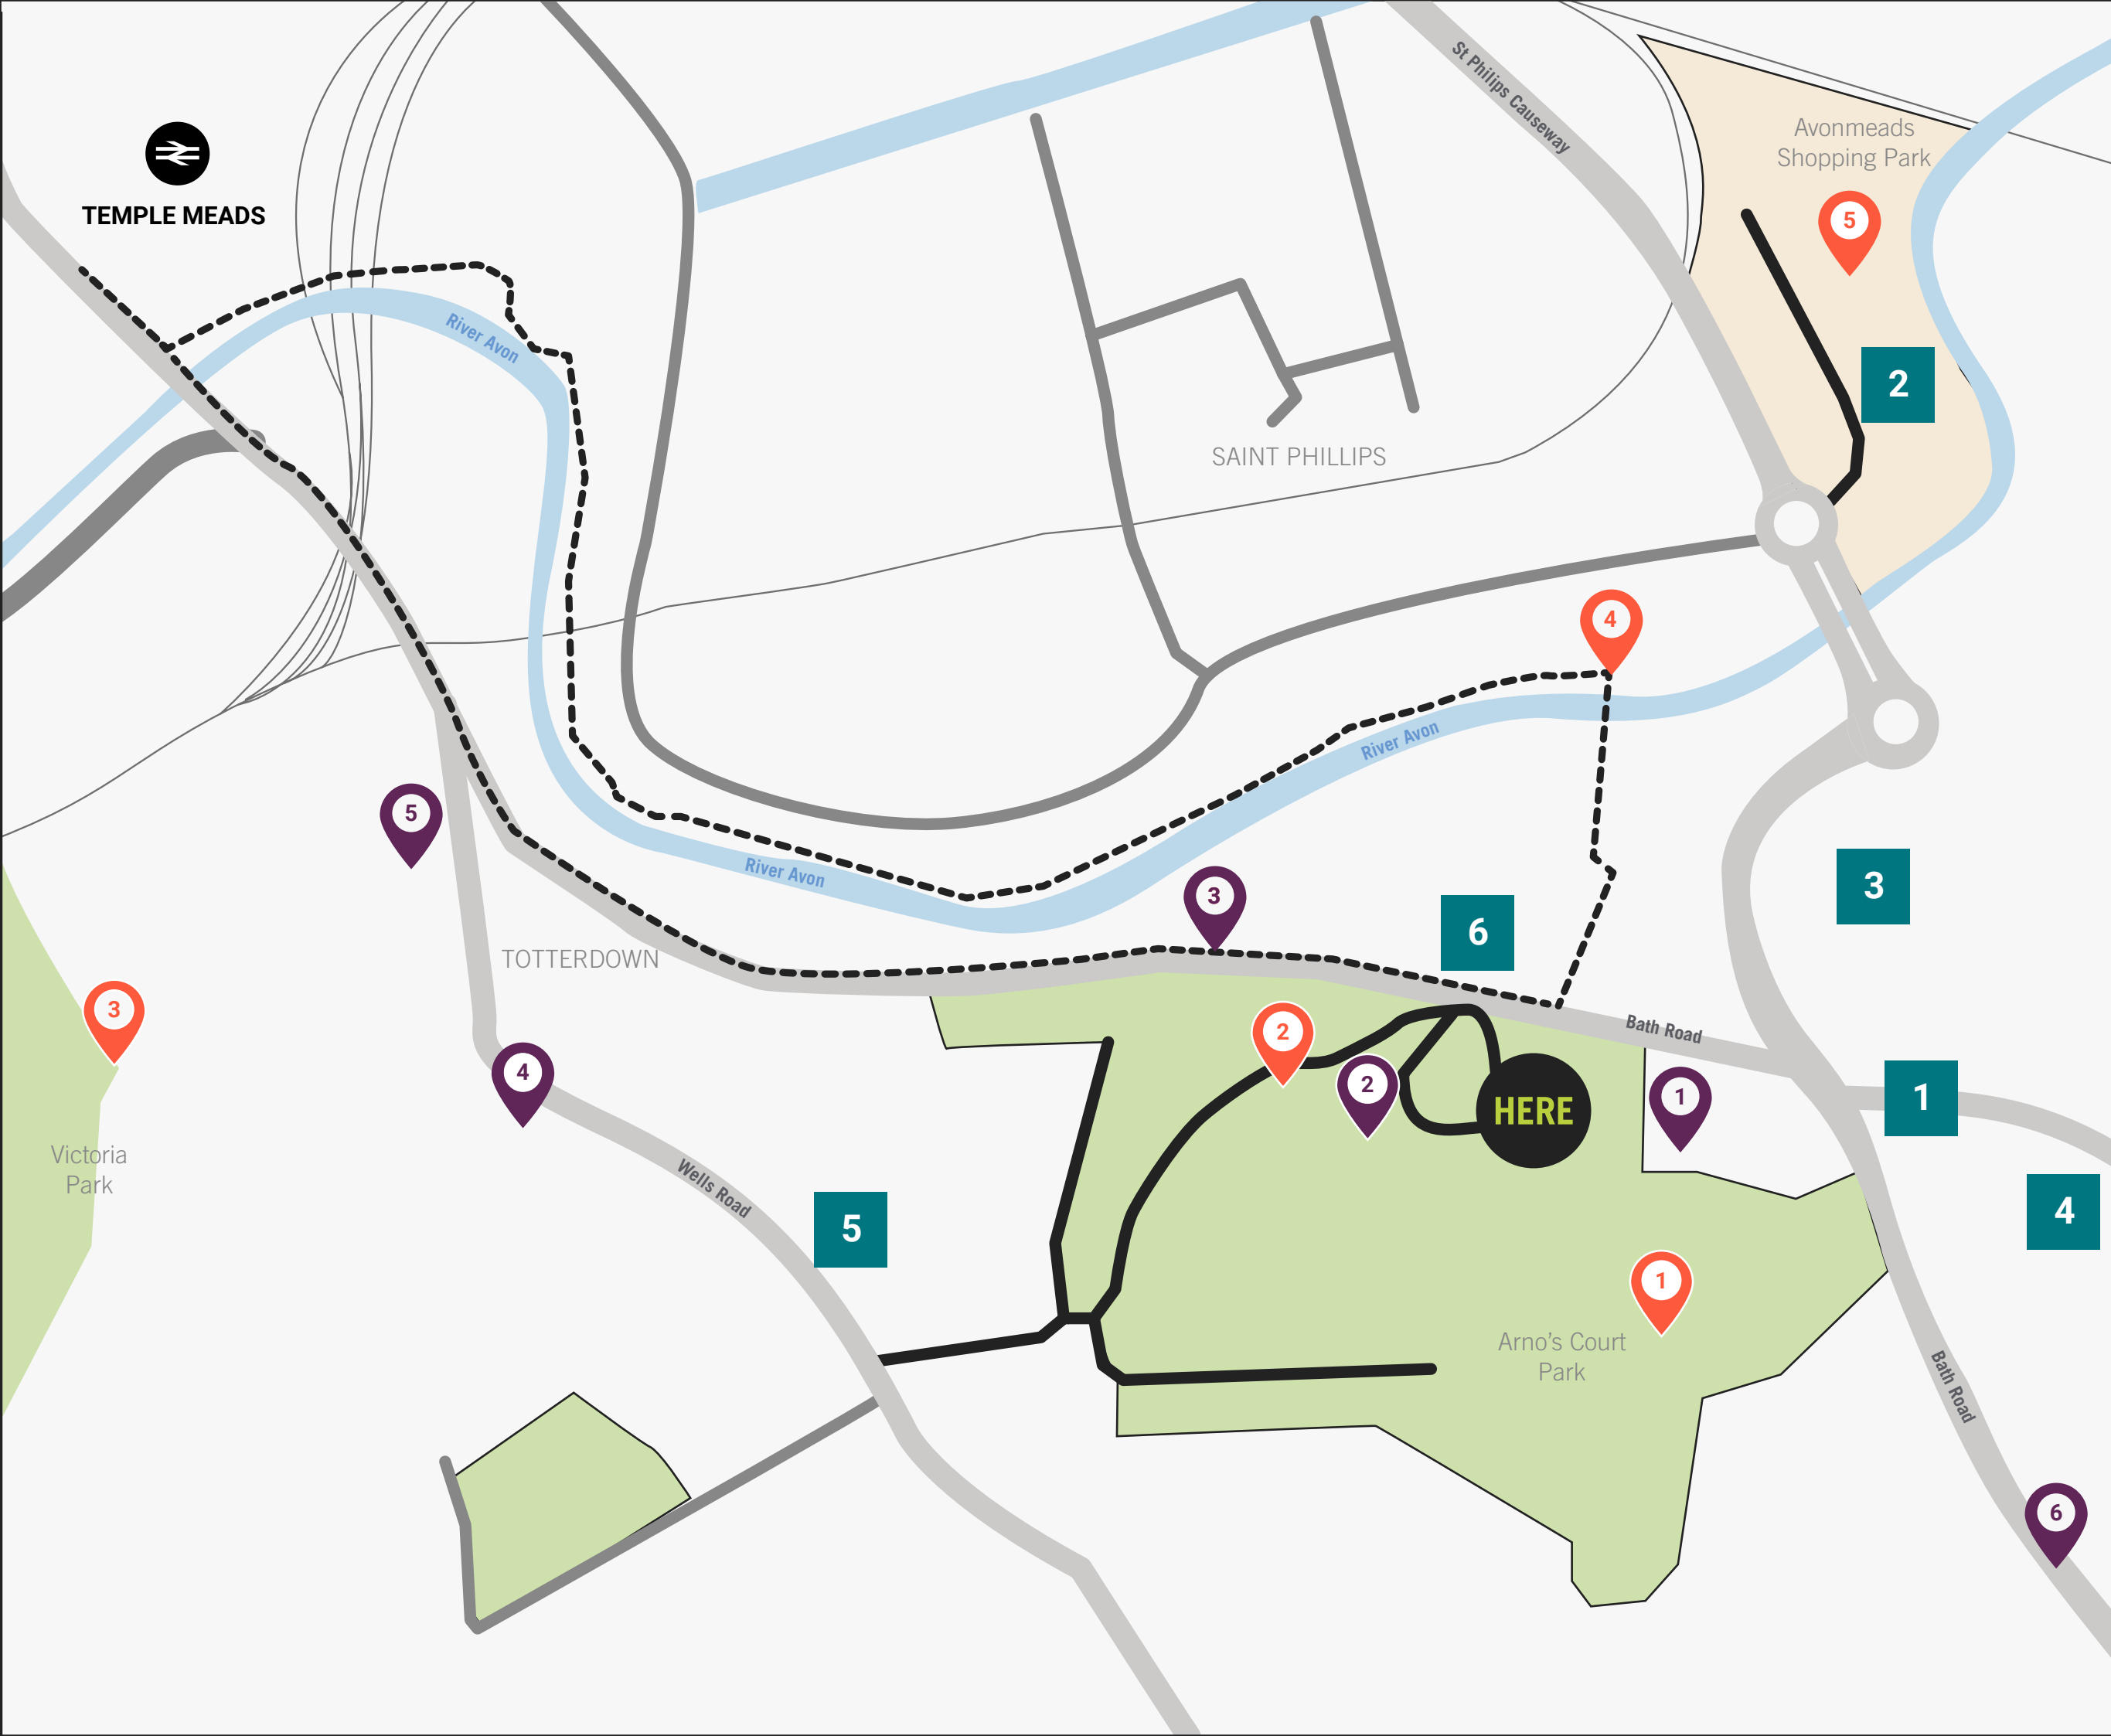 St Philips Causeway
Avonmeads
Shopping Park
5
TEMPLE MEADS
River Avon
2
SAINT PHILLIPS
4
River Avon
5
River Avon
3
3
6
TOTTERDOWN
3
2
Bath Road
4
2
1
1
HERE
Victoria
Park
Wells Road
5
4
1
Arno’s Court
Park
Bath Road
6